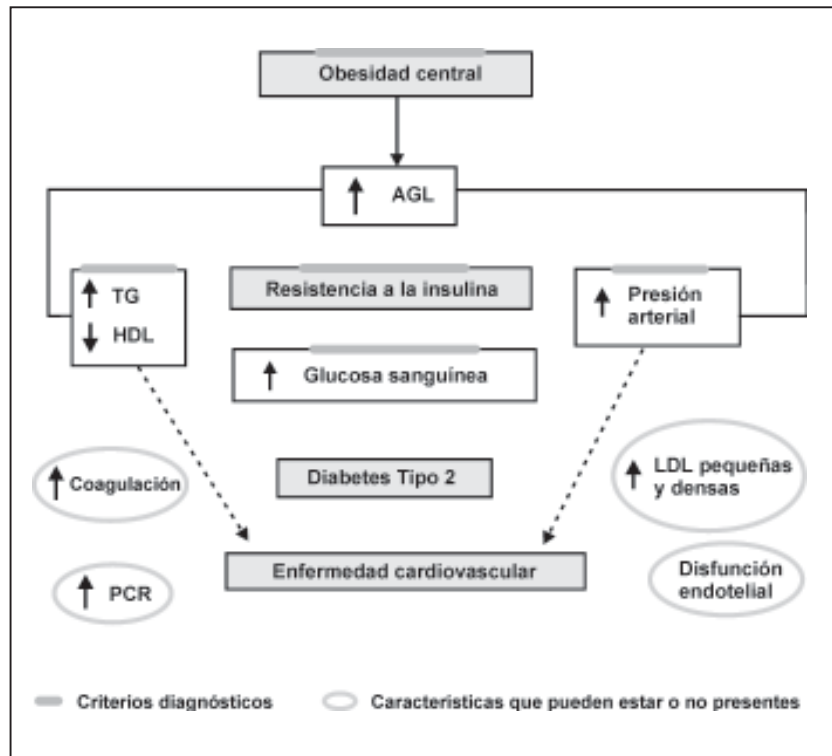 Obesidad central
AGL
TG
HDL
Resistencia a la insulina
Presión
arterial
Glucosa sanguínea
Coagulación
Diabetes Tipo 2
LDL pequeñas
y densas
PCR
Enfermedad cardiovascular
Disfunción
endotelial
Criterios diagnósticos
Características que pueden estar o no presentes